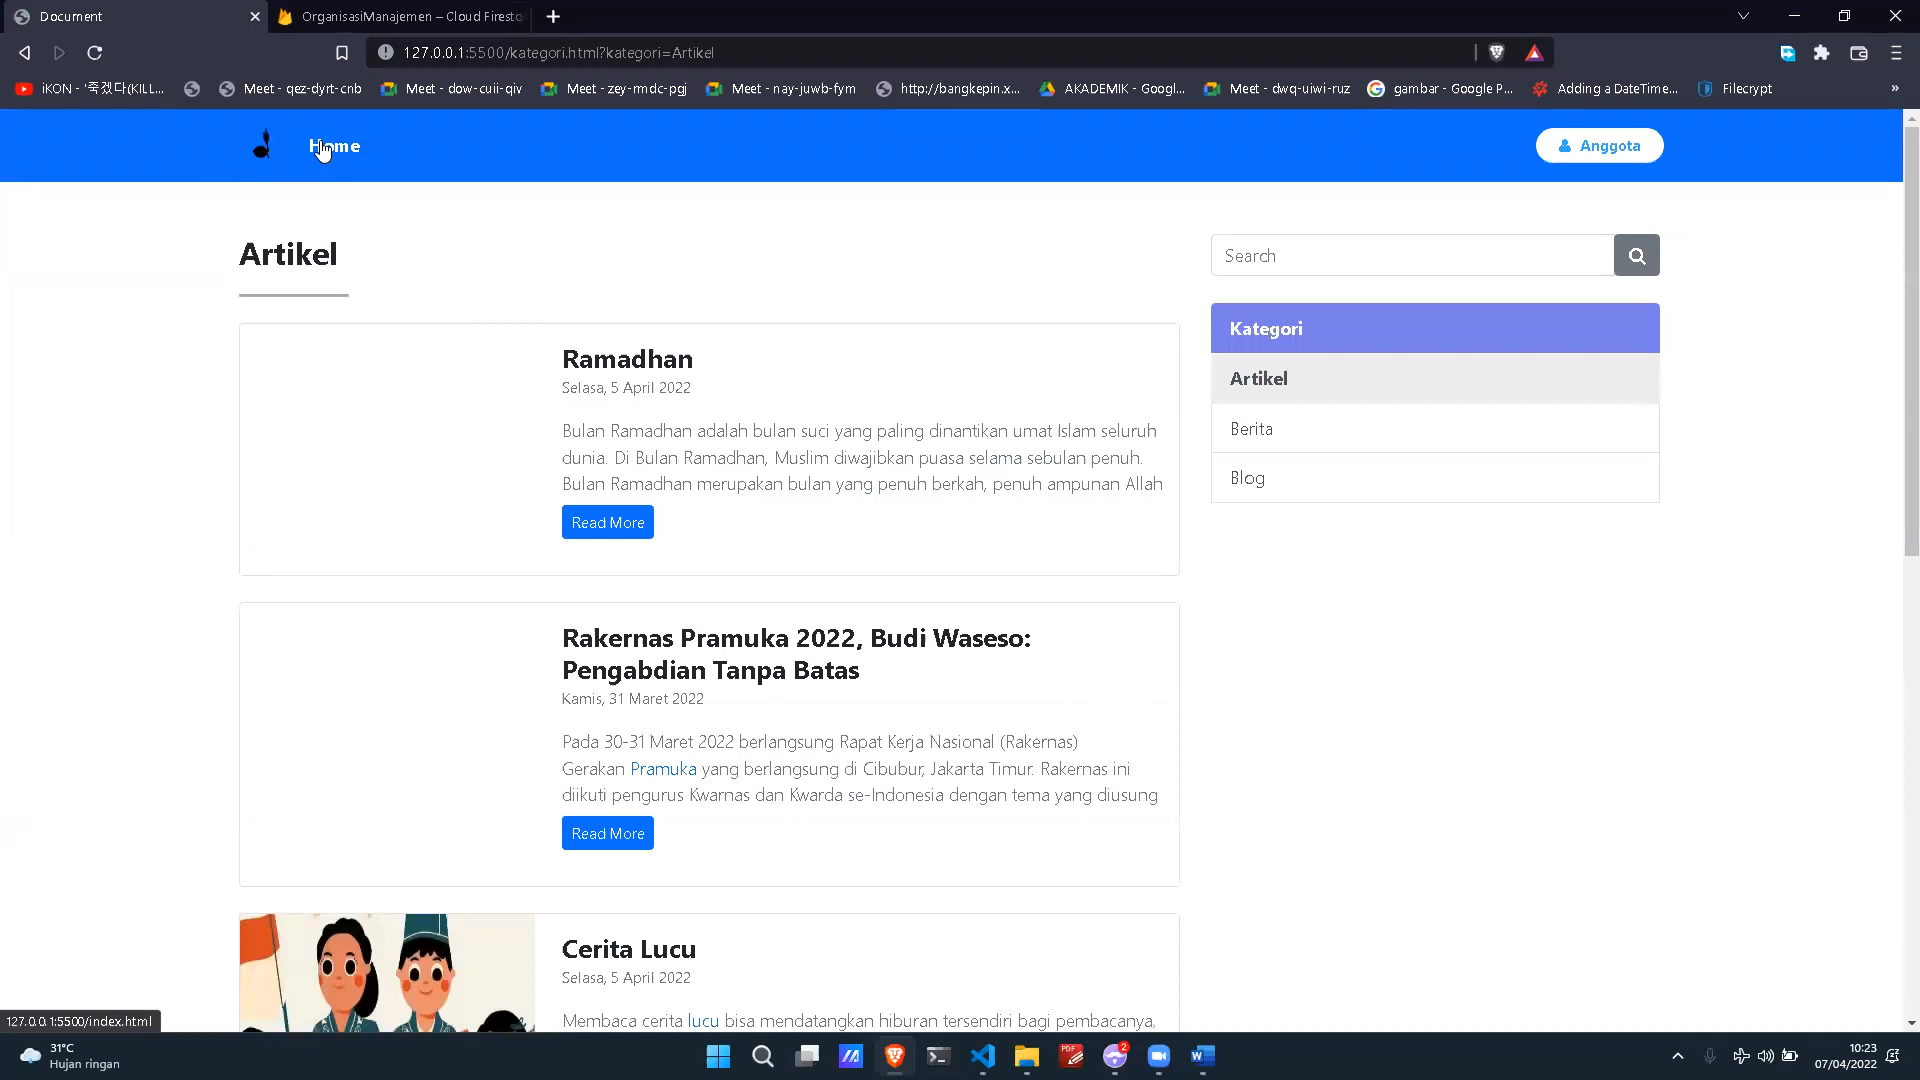 Document
OrganisasiManajemen – Cloud Firesto
127.0.0.1:5500/kategori.html?kategori=Artikel
iKON - '죽겠다(KILL...
Meet - qez-dyrt-cnb
Meet - dow-cuii-qiv
Meet - zey-rmdc-pgj
Meet - nay-juwb-fym
http://bangkepin.x...
AKADEMIK - Googl...
Meet - dwq-uiwi-ruz
gambar - Google P...
Adding a DateTime...
Filecrypt
»
Home
Anggota
Artikel
Search
Kategori
Artikel
Berita
Blog
Ramadhan
Selasa, 5 April 2022
Bulan Ramadhan adalah bulan suci yang paling dinantikan umat Islam seluruh
dunia. Di Bulan Ramadhan, Muslim diwajibkan puasa selama sebulan penuh.
Bulan Ramadhan merupakan bulan yang penuh berkah, penuh ampunan Allah
Read More
Rakernas Pramuka 2022, Budi Waseso:
Pengabdian Tanpa Batas
Kamis, 31 Maret 2022
Pada 30-31 Maret 2022 berlangsung Rapat Kerja Nasional (Rakernas)
Gerakan Pramuka yang berlangsung di Cibubur, Jakarta Timur. Rakernas ini
diikuti pengurus Kwarnas dan Kwarda se-Indonesia dengan tema yang diusung
Read More
Cerita Lucu
Selasa, 5 April 2022
Membaca cerita lucu bisa mendatangkan hiburan tersendiri bagi pembacanya,
127.0.0.1:5500/index.html
31°C
Hujan ringan
PDF
2
W
10:23
07/04/2022